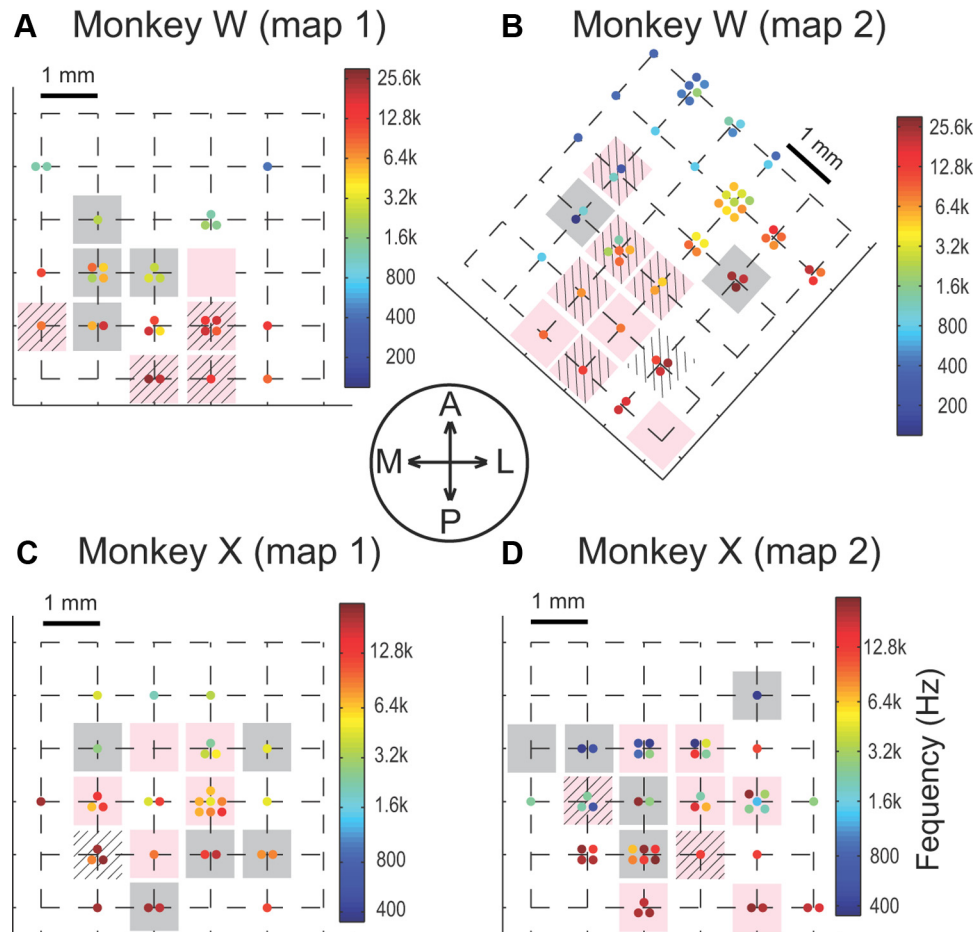 A Monkey W (map 1)
1 mm
25.6k
12.8k
6.4k
3.2k
1.6k
800
400
200
B Monkey W (map 2)
1 mm
25.6k
12.8k
6.4k
3.2k
1.6k
800
400
200
A
M L
P
C Monkey X (map 1)
1 mm
12.8k
6.4k
3.2k
1.6k
800
400
D Monkey X (map 2)
1 mm
12.8k
6.4k
3.2k
1.6k
800
400
Fequency (Hz)